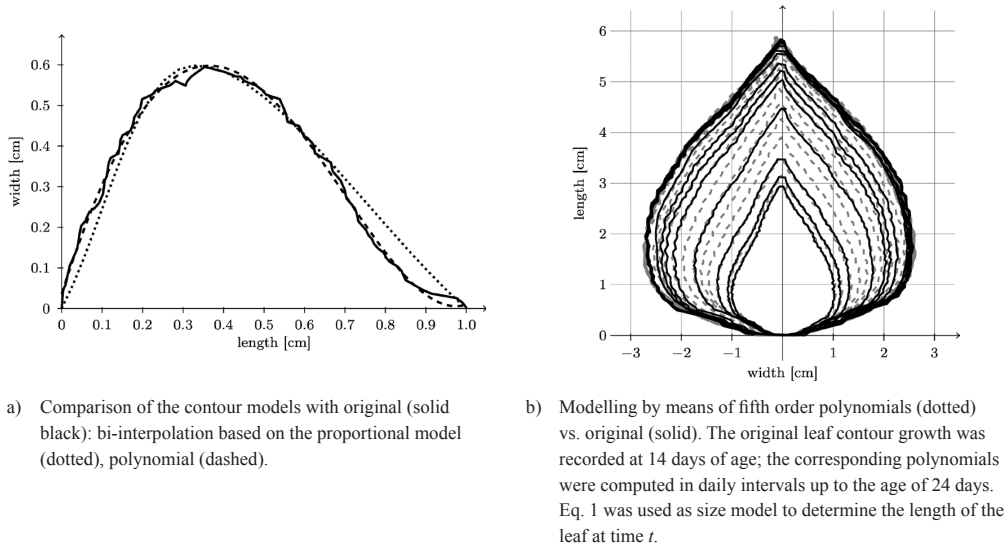 0.6
0.5
0.4
0.3
0.2
0.1
0
width [cm]
0 0.1 0.2 0.3 0.4 0.5 0.6 0.7 0.8 0.9 1.0
length [cm]
6
5
4
3
2
1
0
length [cm]
−3 −2 −1 1 2 3
width [cm]
a) Comparison of the contour models with original (solid
black): bi-interpolation based on the proportional model
(dotted), polynomial (dashed).
b) Modelling by means of fifth order polynomials (dotted)
vs. original (solid). The original leaf contour growth was
recorded at 14 days of age; the corresponding polynomials
were computed in daily intervals up to the age of 24 days.
Eq. 1 was used as size model to determine the length of the
leaf at time t.